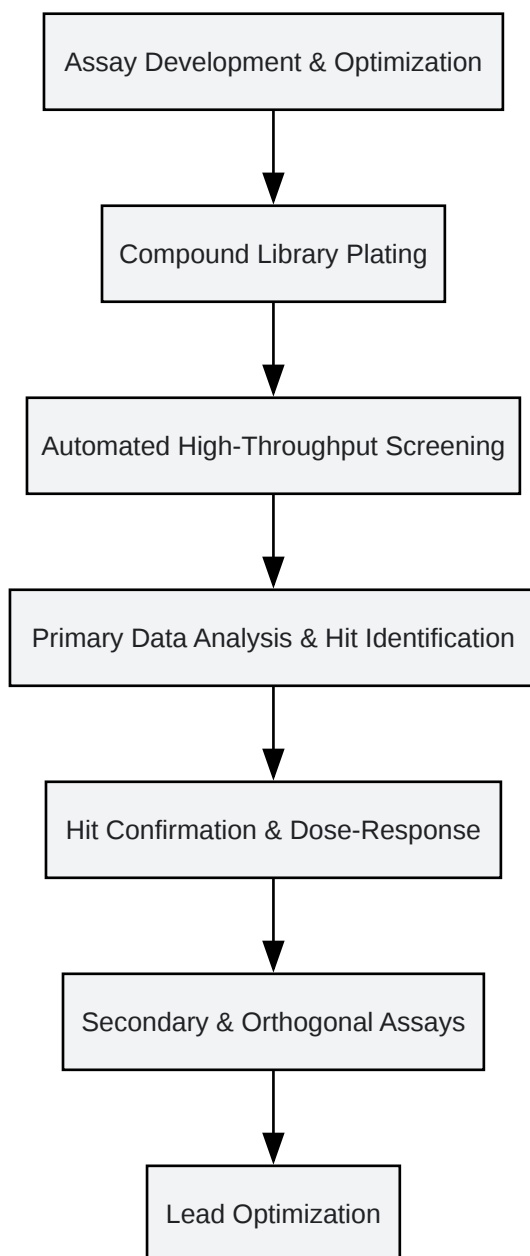 Assay Development & Optimization
Compound Library Plating
Automated High-Throughput Screening
Primary Data Analysis & Hit Identification
Hit Confirmation & Dose-Response
Secondary & Orthogonal Assays
Lead Optimization